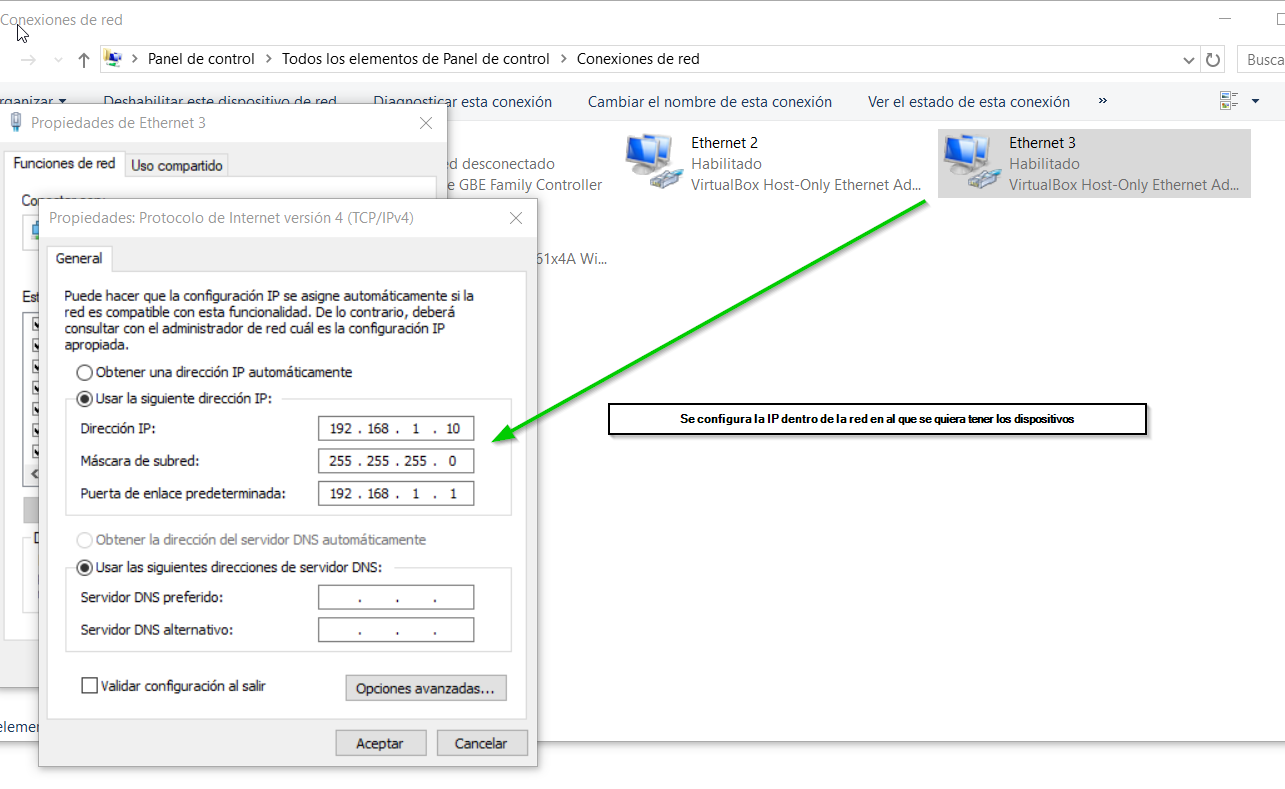 Conexiones de red
Panel de control
Todos los elementos de Panel de control
Conexiones de red
Busca
rganizar
Deshabilitar este dispositivo de red
Diagnosticar esta conexión
Cambiar el nombre de esta conexión
Ver el estado de esta conexión
»
Propiedades de Ethernet 3
Funciones de red
Uso compartido
ed desconectado
e GBE Family Controller
61x4A Wi...
Ethernet 2
Habilitado
VirtualBox Host-Only Ethernet Ad...
Ethernet 3
Habilitado
VirtualBox Host-Only Ethernet Ad...
Propiedades: Protocolo de Internet versión 4 (TCP/IPv4)
General
Puede hacer que la configuración IP se asigne automáticamente si la
red es compatible con esta funcionalidad. De lo contrario, deberá
consultar con el administrador de red cuál es la configuración IP
apropiada.
Obtener una dirección IP automáticamente
Usar la siguiente dirección IP:
Dirección IP: 192 . 168 . 1 . 10
Máscara de subred: 255 . 255 . 255 . 0
Puerta de enlace predeterminada: 192 . 168 . 1 . 1
Obtener la dirección del servidor DNS automáticamente
Usar las siguientes direcciones de servidor DNS:
Servidor DNS preferido: . . .
Servidor DNS alternativo: . . .
Validar configuración al salir
Opciones avanzadas...
Aceptar
Cancelar
Se configura la IP dentro de la red en al que se quiera tener los dispositivos
elemen